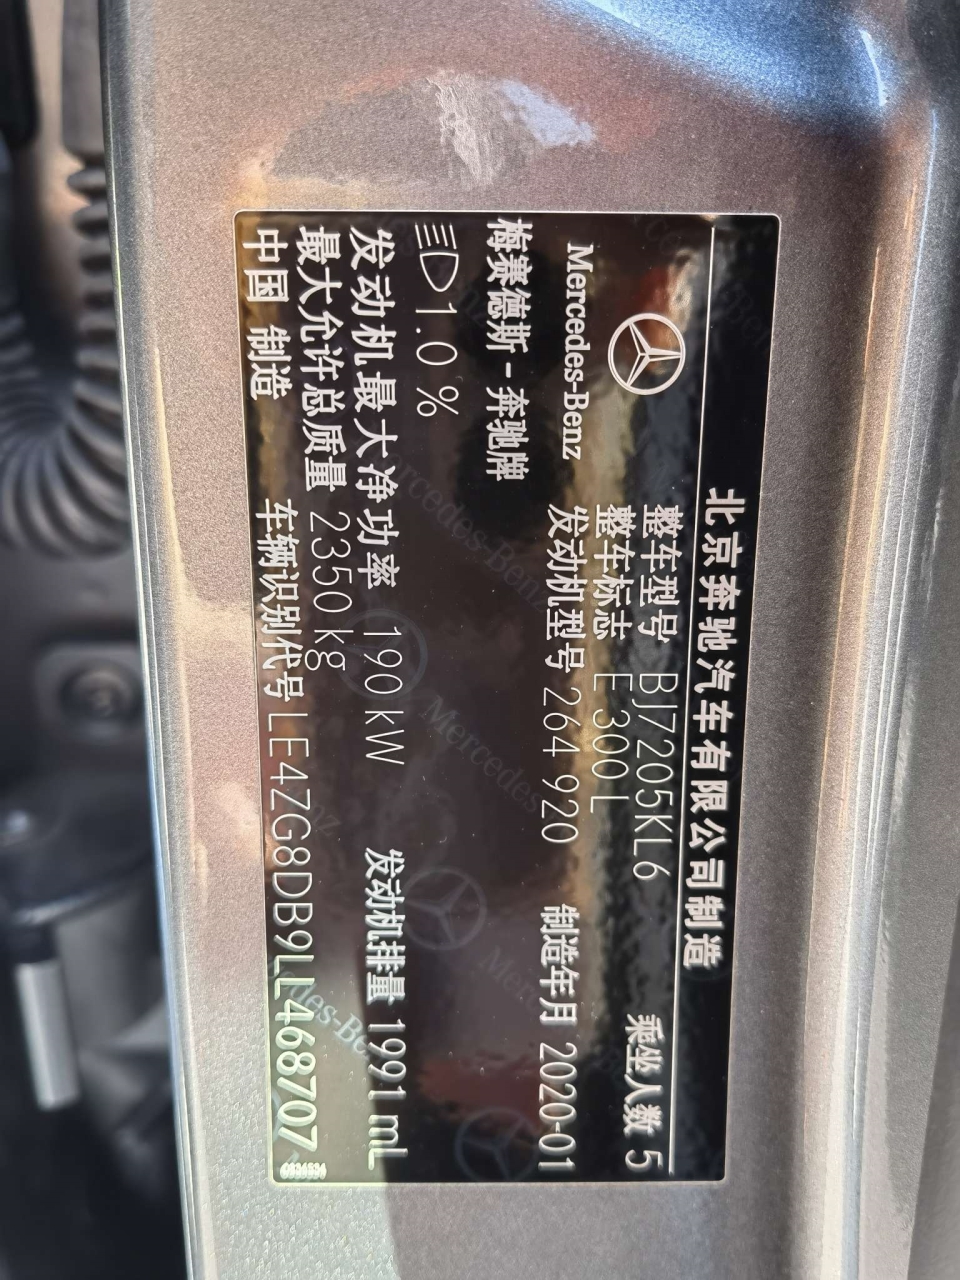 北京奔驰汽车有限公司制造
整车型号 BJ7205KL6 乘坐人数 5
整车标志 E 300 L
Mercedes-Benz 发动机型号 264 920 制造年月 2020-01
梅赛德斯-奔驰牌
1.0%
发动机最大净功率 190 kW 发动机排量 1991 mL
最大允许总质量 2350 kg
中国 制造 车辆识别代号 LE4ZG8DB9LL468707